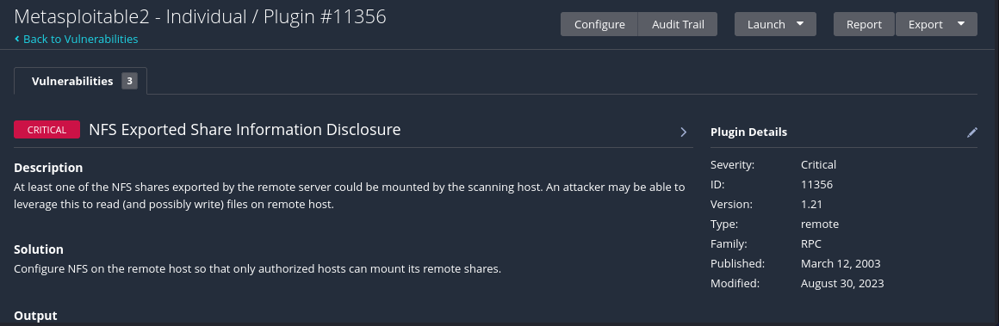 Metasploitable2 - Individual / Plugin #11356
Back to Vulnerabilities
Configure
Audit Trail
Launch
Report
Export
Vulnerabilities 3
CRITICAL NFS Exported Share Information Disclosure
Description
At least one of the NFS shares exported by the remote server could be mounted by the scanning host. An attacker may be able to
leverage this to read (and possibly write) files on remote host.
Solution
Configure NFS on the remote host so that only authorized hosts can mount its remote shares.
Output
Plugin Details
Severity: Critical
ID: 11356
Version: 1.21
Type: remote
Family: RPC
Published: March 12, 2003
Modified: August 30, 2023